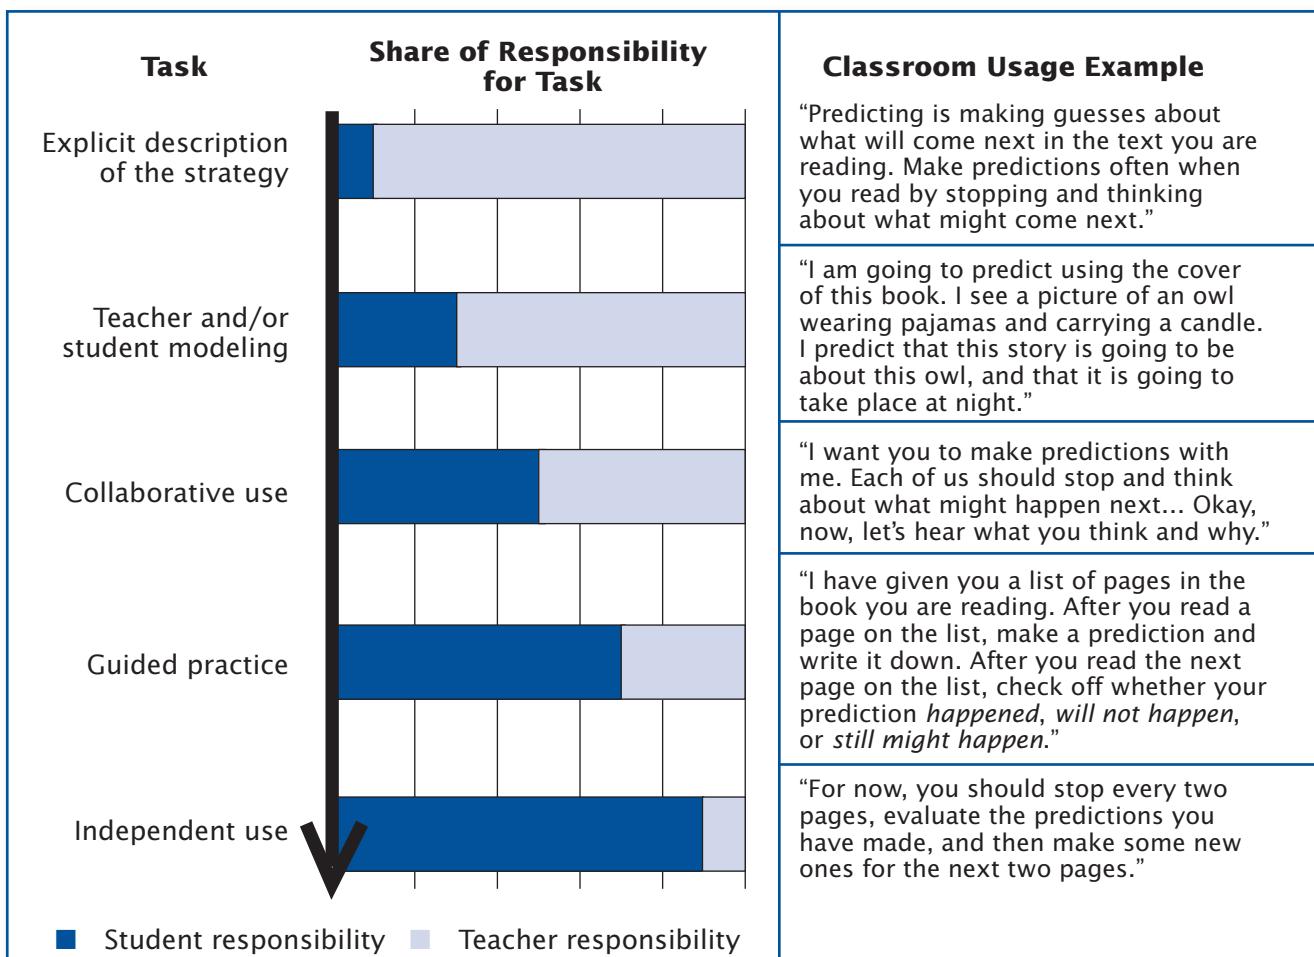 Task
Share of Responsibility
for Task
Classroom Usage Example
Explicit description
of the strategy
“Predicting is making guesses about
what will come next in the text you are
reading. Make predictions often when
you read by stopping and thinking
about what might come next.”
Teacher and/or
student modeling
“I am going to predict using the cover
of this book. I see a picture of an owl
wearing pajamas and carrying a candle.
I predict that this story is going to be
about this owl, and that it is going to
take place at night.”
Collaborative use
“I want you to make predictions with
me. Each of us should stop and think
about what might happen next... Okay,
now, let’s hear what you think and why.”
Guided practice
“I have given you a list of pages in the
book you are reading. After you read a
page on the list, make a prediction and
write it down. After you read the next
page on the list, check off whether your
prediction happened, will not happen,
or still might happen.”
Independent use
“For now, you should stop every two
pages, evaluate the predictions you
have made, and then make some new
ones for the next two pages.”
Student responsibility
Teacher responsibility